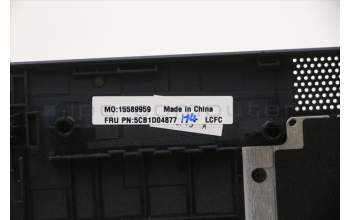 MO:15589959 Made in China
FRU PN:5CB1D04877 LCFC